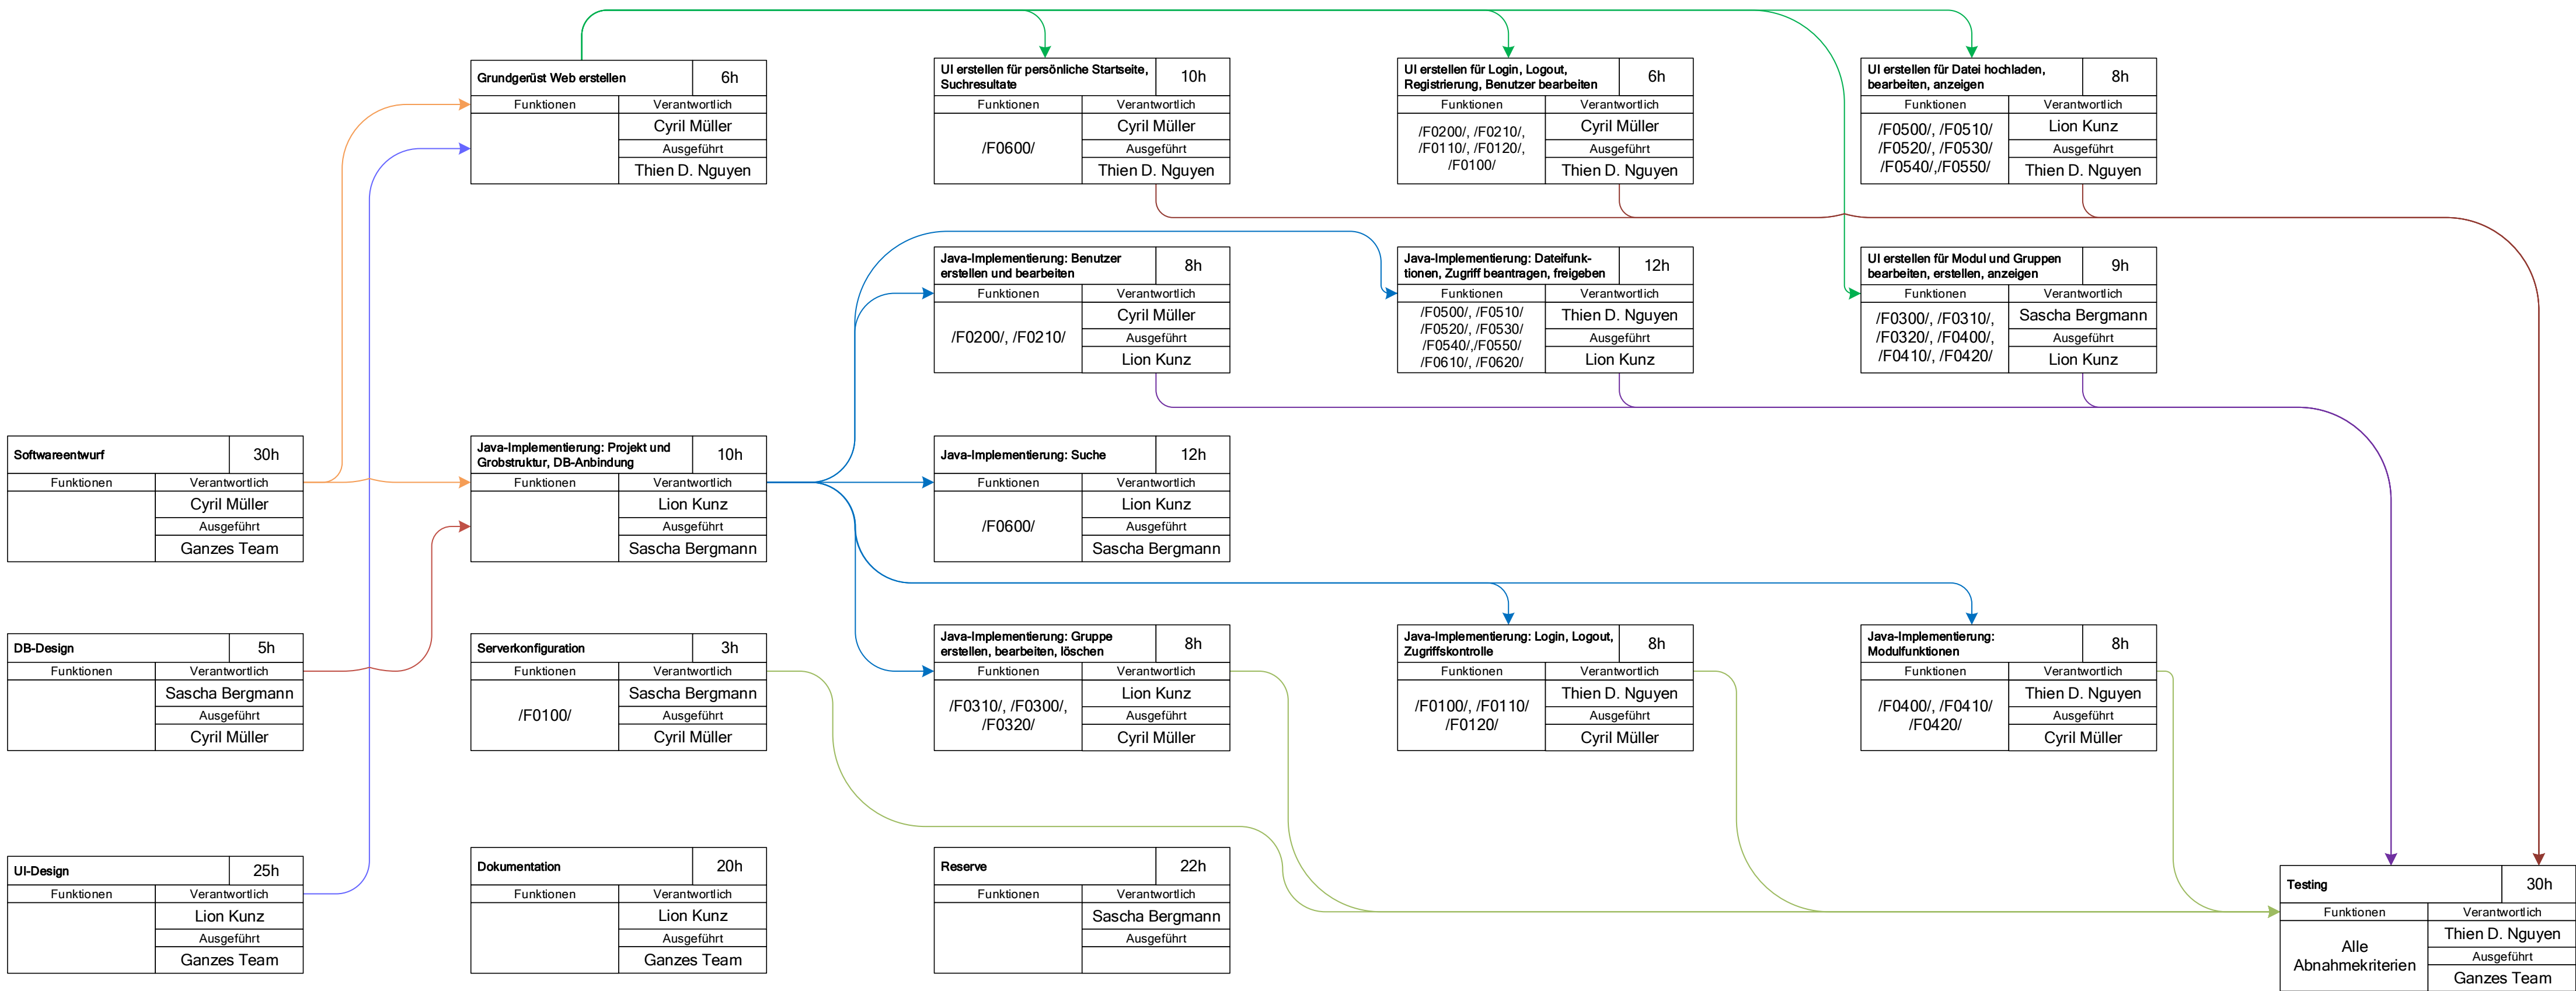 Grundgerüst Web erstellen
6h
Funktionen
Verantwortlich
Cyril Müller
Ausgeführt
Thien D. Nguyen
UI erstellen für persönliche Startseite,
Suchresultate
10h
Funktionen
Verantwortlich
/F0600/
Cyril Müller
Ausgeführt
Thien D. Nguyen
UI erstellen für Login, Logout,
Registrierung, Benutzer bearbeiten
6h
Funktionen
Verantwortlich
/F0200/, /F0210/,
/F0110/, /F0120/,
/F0100/
Cyril Müller
Ausgeführt
Thien D. Nguyen
UI erstellen für Datei hochladen,
bearbeiten, anzeigen
8h
Funktionen
Verantwortlich
/F0500/, /F0510/
/F0520/, /F0530/
/F0540/,/F0550/
Lion Kunz
Ausgeführt
Thien D. Nguyen
Java-Implementierung: Benutzer
erstellen und bearbeiten
8h
Funktionen
Verantwortlich
/F0200/, /F0210/
Cyril Müller
Ausgeführt
Lion Kunz
Java-Implementierung: Dateifunk-
tionen, Zugriff beantragen, freigeben
12h
Funktionen
Verantwortlich
/F0500/, /F0510/
/F0520/, /F0530/
/F0540/,/F0550/
/F0610/, /F0620/
Thien D. Nguyen
Ausgeführt
Lion Kunz
UI erstellen für Modul und Gruppen
bearbeiten, erstellen, anzeigen
9h
Funktionen
Verantwortlich
/F0300/, /F0310/,
/F0320/, /F0400/,
/F0410/, /F0420/
Sascha Bergmann
Ausgeführt
Lion Kunz
Softwareentwurf
30h
Funktionen
Verantwortlich
Cyril Müller
Ausgeführt
Ganzes Team
Java-Implementierung: Projekt und
Grobstruktur, DB-Anbindung
10h
Funktionen
Verantwortlich
Lion Kunz
Ausgeführt
Sascha Bergmann
Java-Implementierung: Suche
12h
Funktionen
Verantwortlich
/F0600/
Lion Kunz
Ausgeführt
Sascha Bergmann
DB-Design
5h
Funktionen
Verantwortlich
Sascha Bergmann
Ausgeführt
Cyril Müller
Serverkonfiguration
3h
Funktionen
Verantwortlich
/F0100/
Sascha Bergmann
Ausgeführt
Cyril Müller
Java-Implementierung: Gruppe
erstellen, bearbeiten, löschen
8h
Funktionen
Verantwortlich
/F0310/, /F0300/,
/F0320/
Lion Kunz
Ausgeführt
Cyril Müller
Java-Implementierung: Login, Logout,
Zugriffskontrolle
8h
Funktionen
Verantwortlich
/F0100/, /F0110/
/F0120/
Thien D. Nguyen
Ausgeführt
Cyril Müller
Java-Implementierung:
Modulfunktionen
8h
Funktionen
Verantwortlich
/F0400/, /F0410/
/F0420/
Thien D. Nguyen
Ausgeführt
Cyril Müller
UI-Design
25h
Funktionen
Verantwortlich
Lion Kunz
Ausgeführt
Ganzes Team
Dokumentation
20h
Funktionen
Verantwortlich
Lion Kunz
Ausgeführt
Ganzes Team
Reserve
22h
Funktionen
Verantwortlich
Sascha Bergmann
Ausgeführt
Testing
30h
Funktionen
Verantwortlich
Alle
Abnahmekriterien
Thien D. Nguyen
Ausgeführt
Ganzes Team